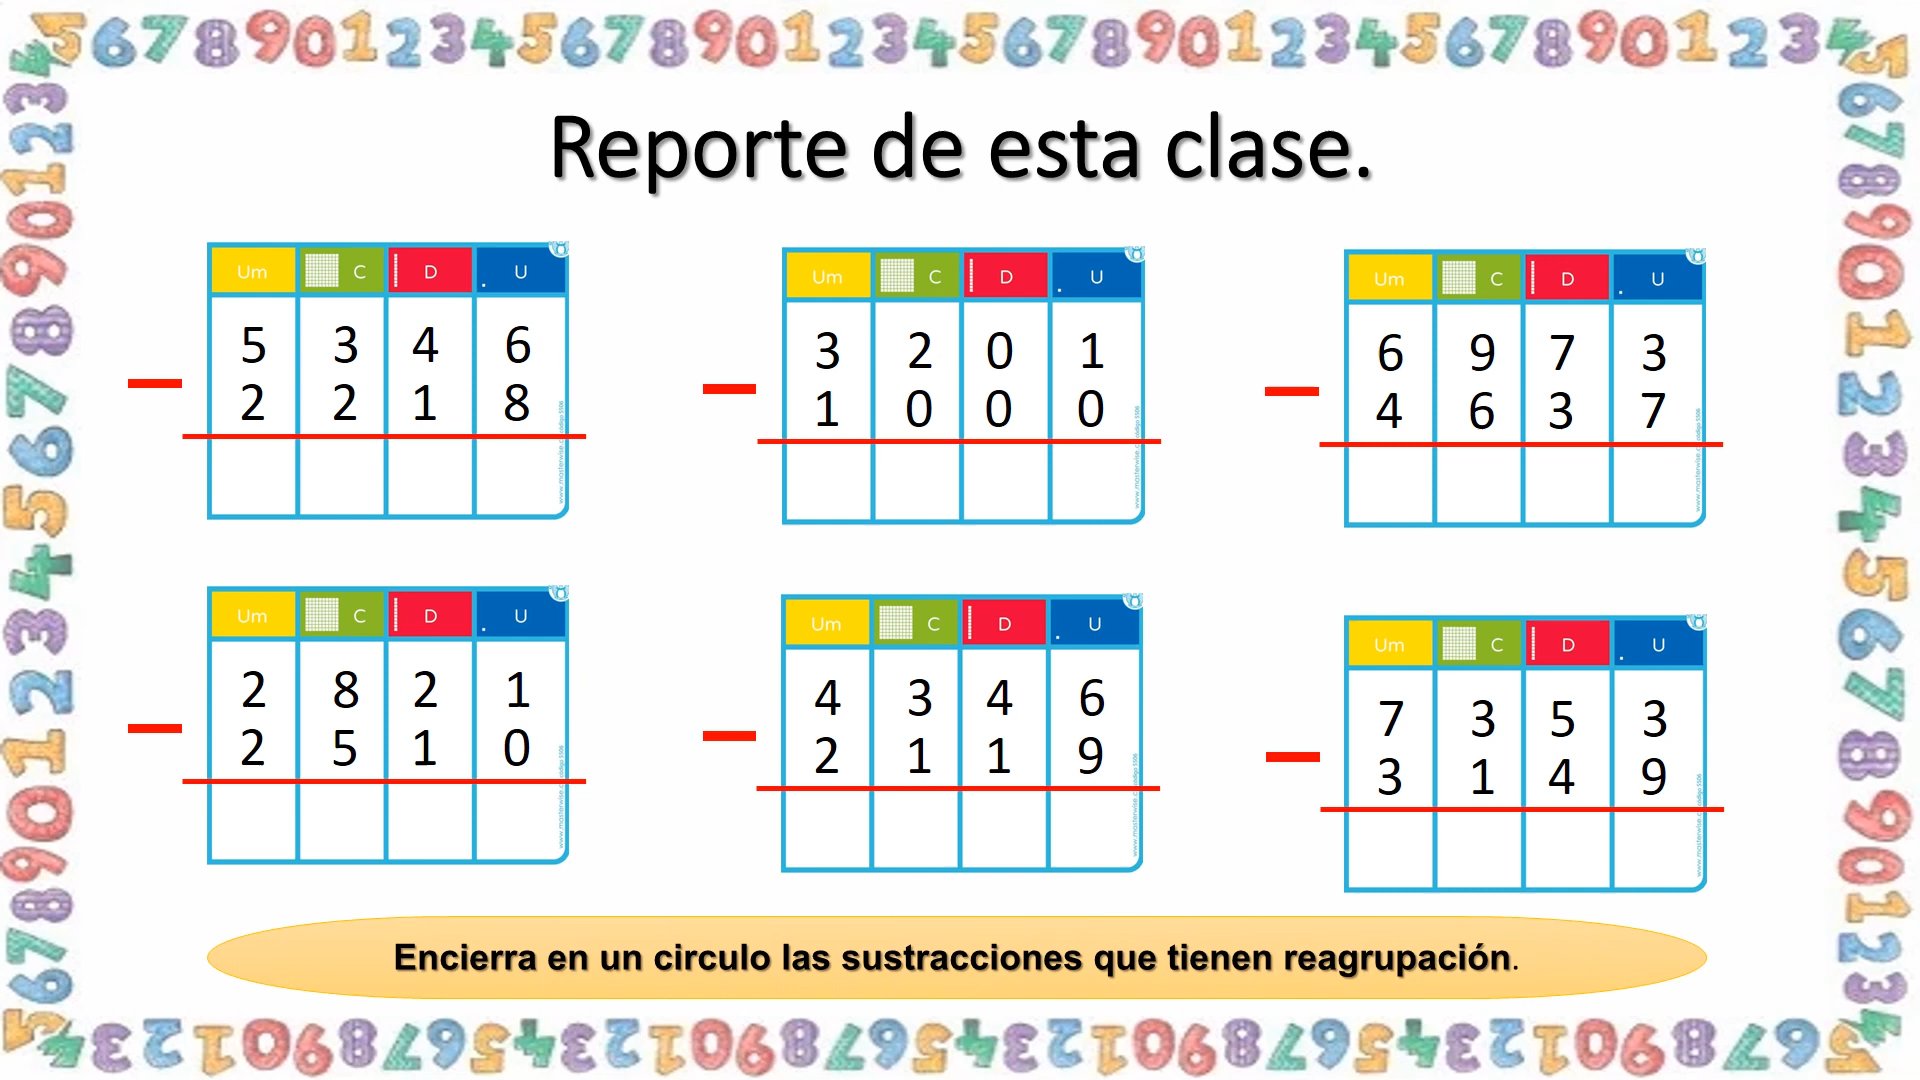 Reporte de esta clase.
Um C D U
5 3 4 6
2 2 1 8
Um C D U
3 2 0 1
1 0 0 0
Um C D U
6 9 7 3
4 6 3 7
Um C D U
2 8 2 1
2 5 1 0
Um C D U
4 3 4 6
2 1 1 9
Um C D U
7 3 5 3
3 1 4 9
Encierra en un circulo las sustracciones que tienen reagrupación.